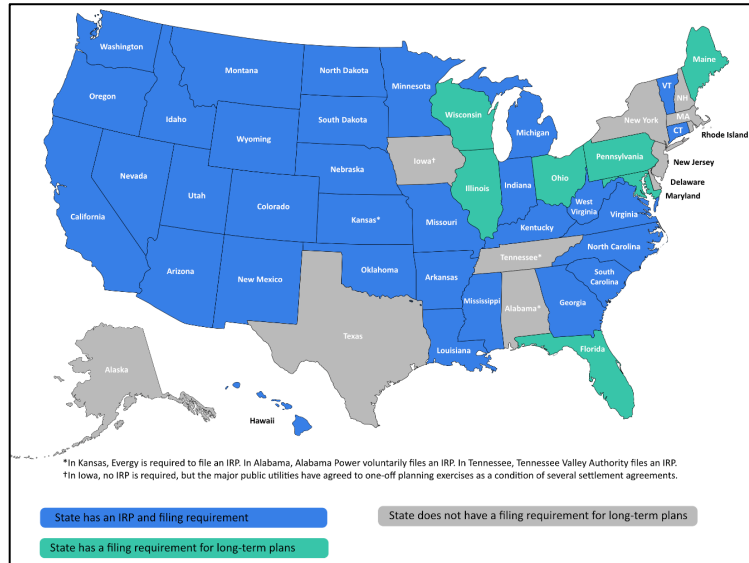 Washington
Montana
North Dakota
Minnesota
Maine
Oregon
Idaho
South Dakota
Wisconsin
Michigan
New York
VT
NH
MA
CT
Rhode Island
Wyoming
Nebraska
Iowa†
Pennsylvania
New Jersey
Nevada
Utah
Colorado
Illinois
Indiana
Ohio
Delaware
Maryland
California
Kansas*
Missouri
West
Virginia
Virginia
Kentucky
Arizona
New Mexico
Oklahoma
Arkansas
Tennessee*
North Carolina
South
Carolina
Texas
Louisiana
Mississippi
Alabama*
Georgia
Florida
Alaska
Hawaii
*In Kansas, Evergy is required to file an IRP. In Alabama, Alabama Power voluntarily files an IRP. In Tennessee, Tennessee Valley Authority files an IRP.
†In Iowa, no IRP is required, but the major public utilities have agreed to one-off planning exercises as a condition of several settlement agreements.
State has an IRP and filing requirement
State does not have a filing requirement for long-term plans
State has a filing requirement for long-term plans